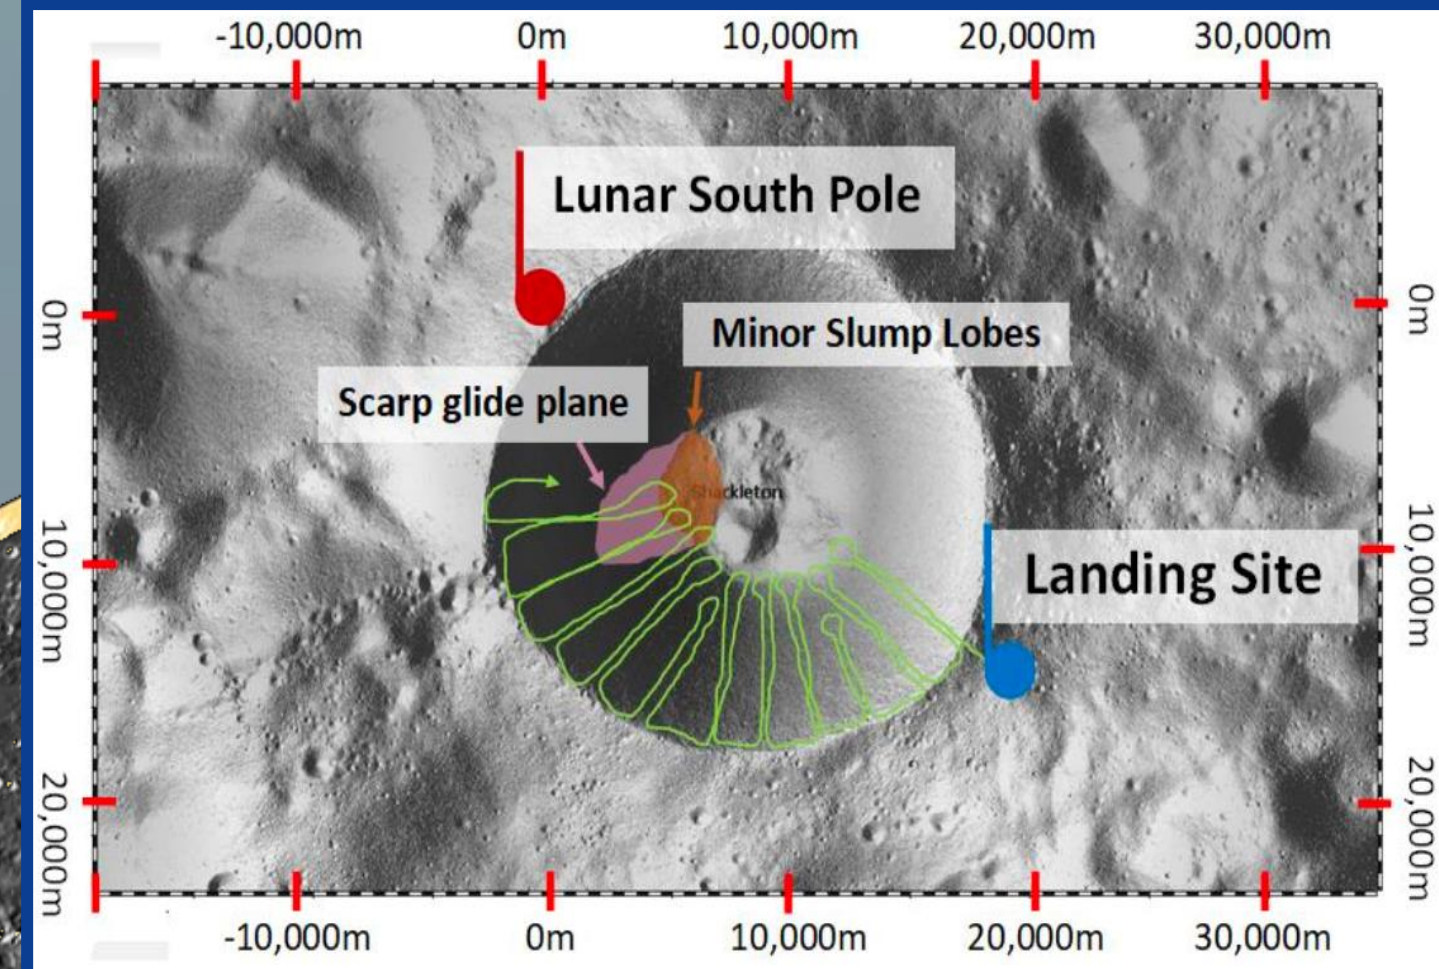 -10,000m 0m 10,000m 20,000m 30,000m
Lunar South Pole
0m 0m
Minor Slump Lobes
Scarp glide plane
Shackleton
10,000m 10,000m
Landing Site
20,000m 20,000m
-10,000m 0m 10,000m 20,000m 30,000m